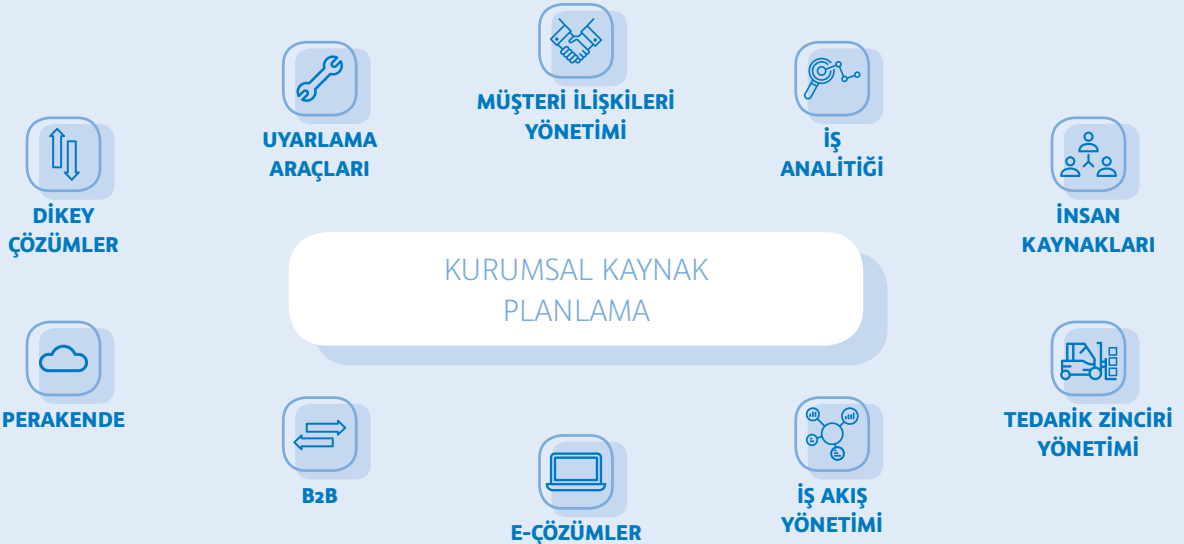 MÜŞTERİ İLİŞKİLERİ
YÖNETİMİ
UYARLAMA
ARAÇLARI
İŞ
ANALİTİĞİ
DİKEY
ÇÖZÜMLER
İNSAN
KAYNAKLARI
KURUMSAL KAYNAK
PLANLAMA
PERAKENDE
TEDARİK ZİNCİRİ
YÖNETİMİ
B2B
İŞ AKIŞ
YÖNETİMİ
E-ÇÖZÜMLER